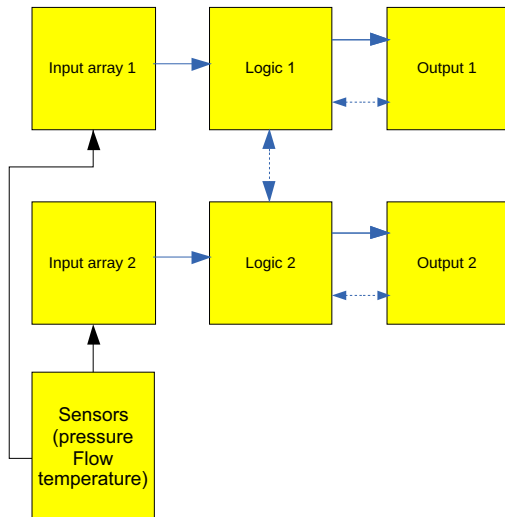 Input array 1
Logic 1
Output 1
Input array 2
Logic 2
Output 2
Sensors
(pressure
Flow
temperature)